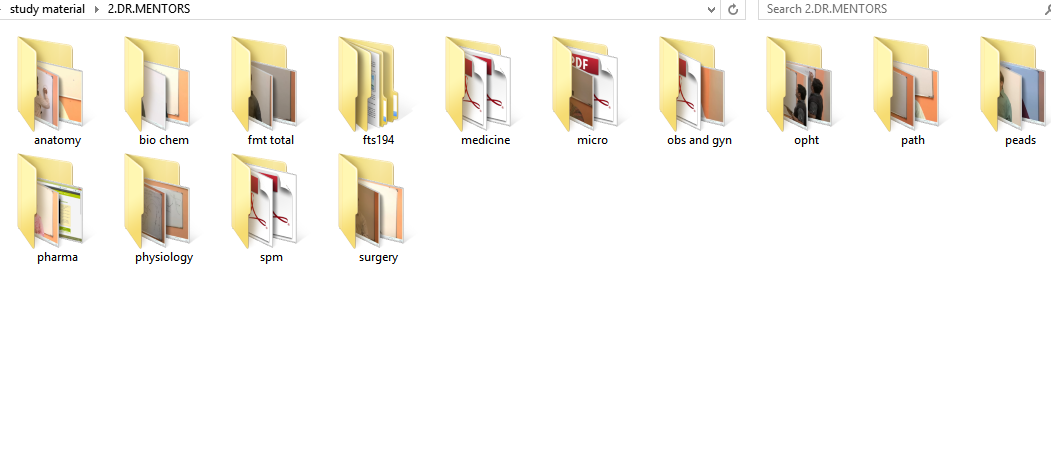 study material 2.DR.MENTORS Search 2.DR.MENTORS
anatomy bio chem fmt total fts194 medicine micro obs and gyn opht path peads
pharma physiology spm surgery
PDF